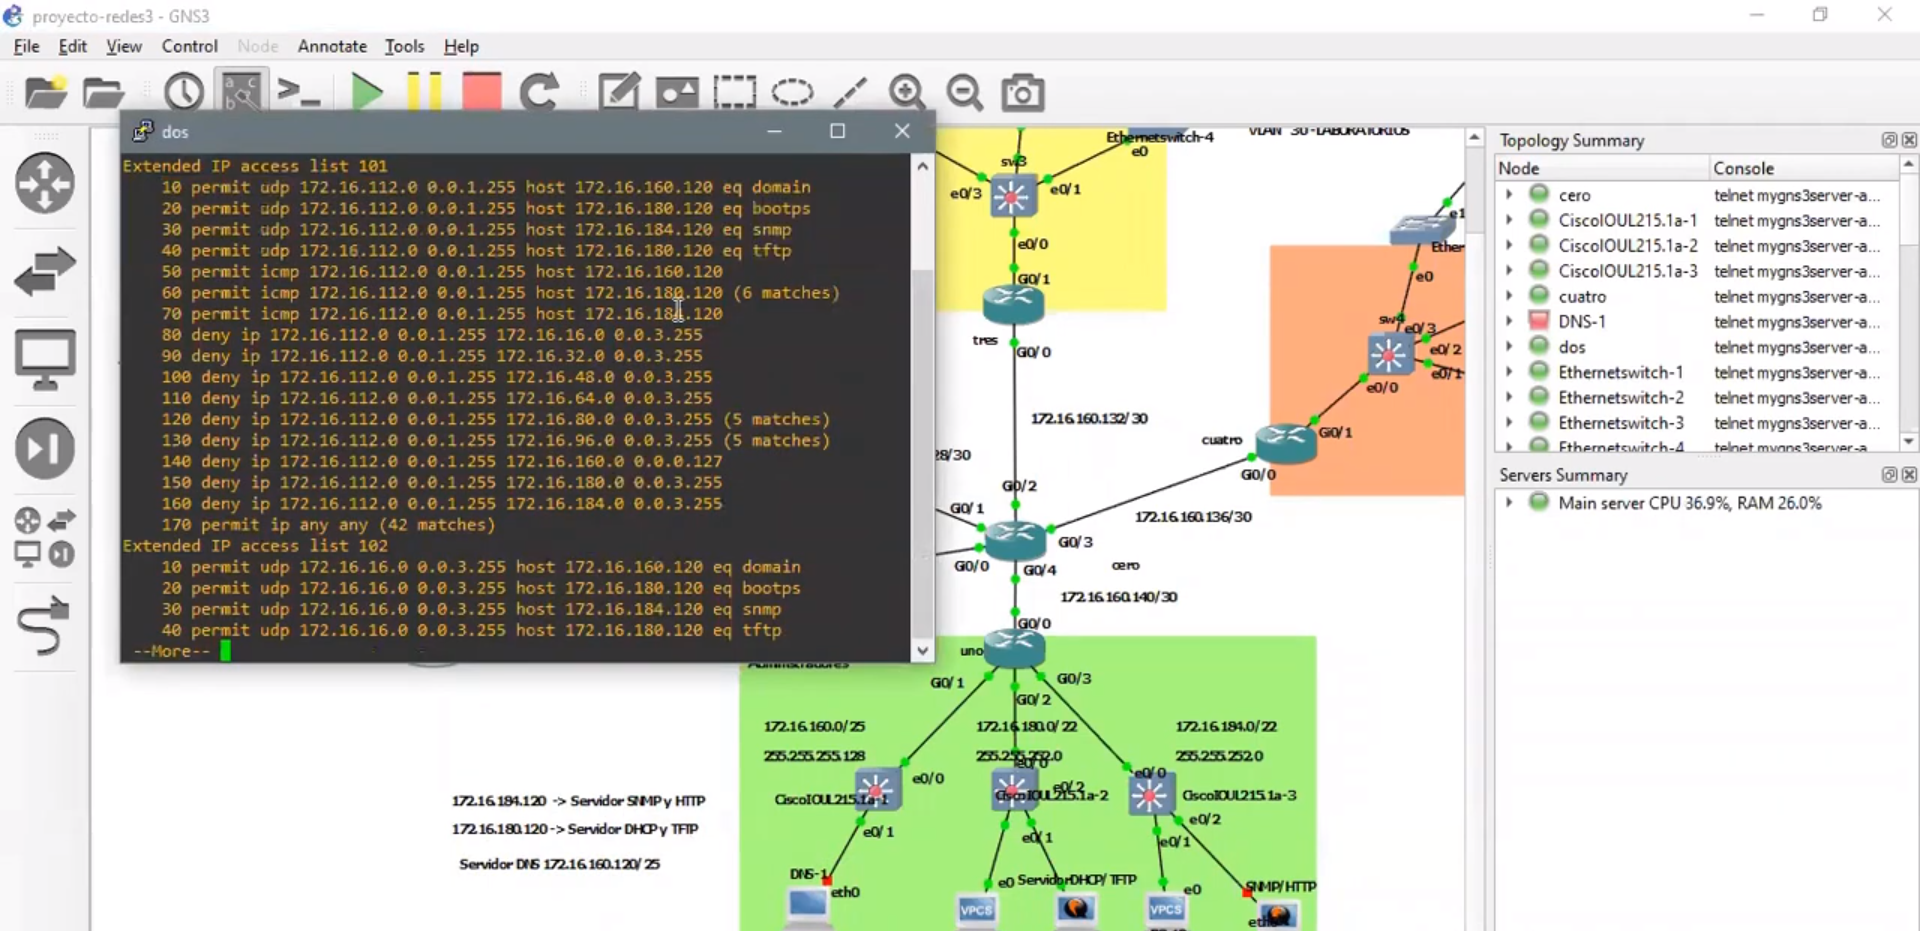 proyecto-redes3 - GNS3
File Edit View Control Node Annotate Tools Help
dos
Extended IP access list 101
10 permit udp 172.16.112.0 0.0.1.255 host 172.16.160.120 eq domain
20 permit udp 172.16.112.0 0.0.1.255 host 172.16.180.120 eq bootps
30 permit udp 172.16.112.0 0.0.1.255 host 172.16.184.120 eq snmp
40 permit udp 172.16.112.0 0.0.1.255 host 172.16.180.120 eq tftp
50 permit icmp 172.16.112.0 0.0.1.255 host 172.16.160.120
60 permit icmp 172.16.112.0 0.0.1.255 host 172.16.180.120 (6 matches)
70 permit icmp 172.16.112.0 0.0.1.255 host 172.16.184.120
80 deny ip 172.16.112.0 0.0.1.255 172.16.16.0 0.0.3.255
90 deny ip 172.16.112.0 0.0.1.255 172.16.32.0 0.0.3.255
100 deny ip 172.16.112.0 0.0.1.255 172.16.48.0 0.0.3.255
110 deny ip 172.16.112.0 0.0.1.255 172.16.64.0 0.0.3.255
120 deny ip 172.16.112.0 0.0.1.255 172.16.80.0 0.0.3.255 (5 matches)
130 deny ip 172.16.112.0 0.0.1.255 172.16.96.0 0.0.3.255 (5 matches)
140 deny ip 172.16.112.0 0.0.1.255 172.16.160.0 0.0.0.127
150 deny ip 172.16.112.0 0.0.1.255 172.16.180.0 0.0.3.255
160 deny ip 172.16.112.0 0.0.1.255 172.16.184.0 0.0.3.255
170 permit ip any any (42 matches)
Extended IP access list 102
10 permit udp 172.16.16.0 0.0.3.255 host 172.16.160.120 eq domain
20 permit udp 172.16.16.0 0.0.3.255 host 172.16.180.120 eq bootps
30 permit udp 172.16.16.0 0.0.3.255 host 172.16.184.120 eq snmp
40 permit udp 172.16.16.0 0.0.3.255 host 172.16.180.120 eq tftp
--More--
Ethernetswitch-4
e0
VLAN 30 -LABORATORIOS
sw3
e0/3
e0/1
e0/0
G0/1
tres
G0/0
172.16.160.132/30
28/30
G0/2
G0/1
G0/0
G0/3
G0/4
cero
172.16.160.136/30
172.16.160.140/30
e1
Ether
e0
sw4
e0/3
e0/2
e0/1
e0/0
cuatro
Gi0/1
G0/0
G0/0
uno
Administradores
G0/1
G0/2
G0/3
172.16.160.0/25
172.16.180.0/22
172.16.184.0/22
255.255.255.128
255.255.252.0
255.255.252.0
e0/0
e0/0
e0/0
e0/2
CiscoIOUL215.1a-1
CiscoIOUL215.1a-2
CiscoIOUL215.1a-3
e0/1
e0/1
e0/1
e0/2
DNS-1
eth0
e0
ServidorDHCP/TFTP
e0
SNMP/HTTP
VPCS
VPCS
172.16.184.120 -> Servidor SNMP y HTTP
172.16.180.120 -> Servidor DHCP y TFTP
Servidor DNS 172.16.160.120/25
Topology Summary
Node Console
cero telnet mygns3server-a...
CiscoIOUL215.1a-1 telnet mygns3server-a...
CiscoIOUL215.1a-2 telnet mygns3server-a...
CiscoIOUL215.1a-3 telnet mygns3server-a...
cuatro telnet mygns3server-a...
DNS-1 telnet mygns3server-a...
dos telnet mygns3server-a...
Ethernetswitch-1 telnet mygns3server-a...
Ethernetswitch-2 telnet mygns3server-a...
Ethernetswitch-3 telnet mygns3server-a...
Ethernetswitch-4 telnet mygns3server-a...
Servers Summary
Main server CPU 36.9%, RAM 26.0%